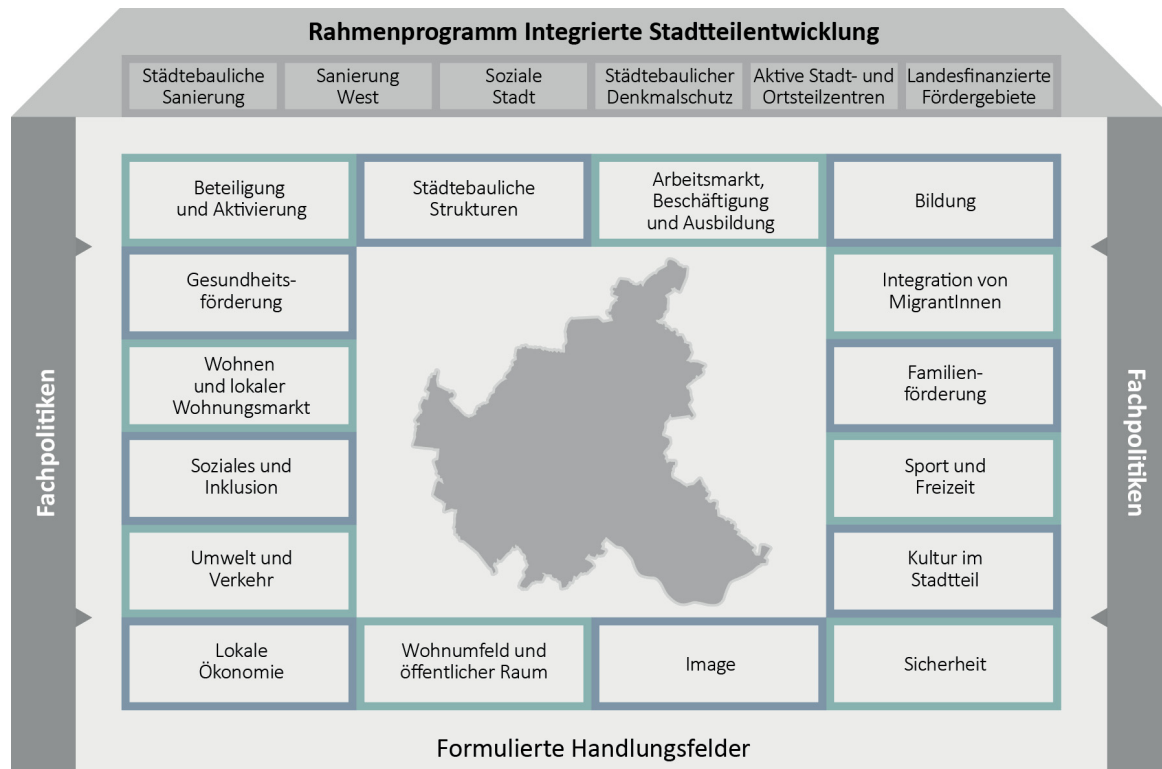 Rahmenprogramm Integrierte Stadtteilentwicklung
Städtebauliche
Sanierung
Sanierung
West
Soziale
Stadt
Städtebaulicher
Denkmalschutz
Aktive Stadt- und
Ortsteilzentren
Landesfinanzierte
Fördergebiete
Fachpolitiken
Beteiligung
und Aktivierung
Städtebauliche
Strukturen
Arbeitsmarkt,
Beschäftigung
und Ausbildung
Bildung
Gesundheits-
förderung
Integration von
MigrantInnen
Wohnen
und lokaler
Wohnungsmarkt
Familien-
förderung
Soziales und
Inklusion
Sport und
Freizeit
Umwelt und
Verkehr
Kultur im
Stadtteil
Lokale
Ökonomie
Wohnumfeld und
öffentlicher Raum
Image
Sicherheit
Fachpolitiken
Formulierte Handlungsfelder